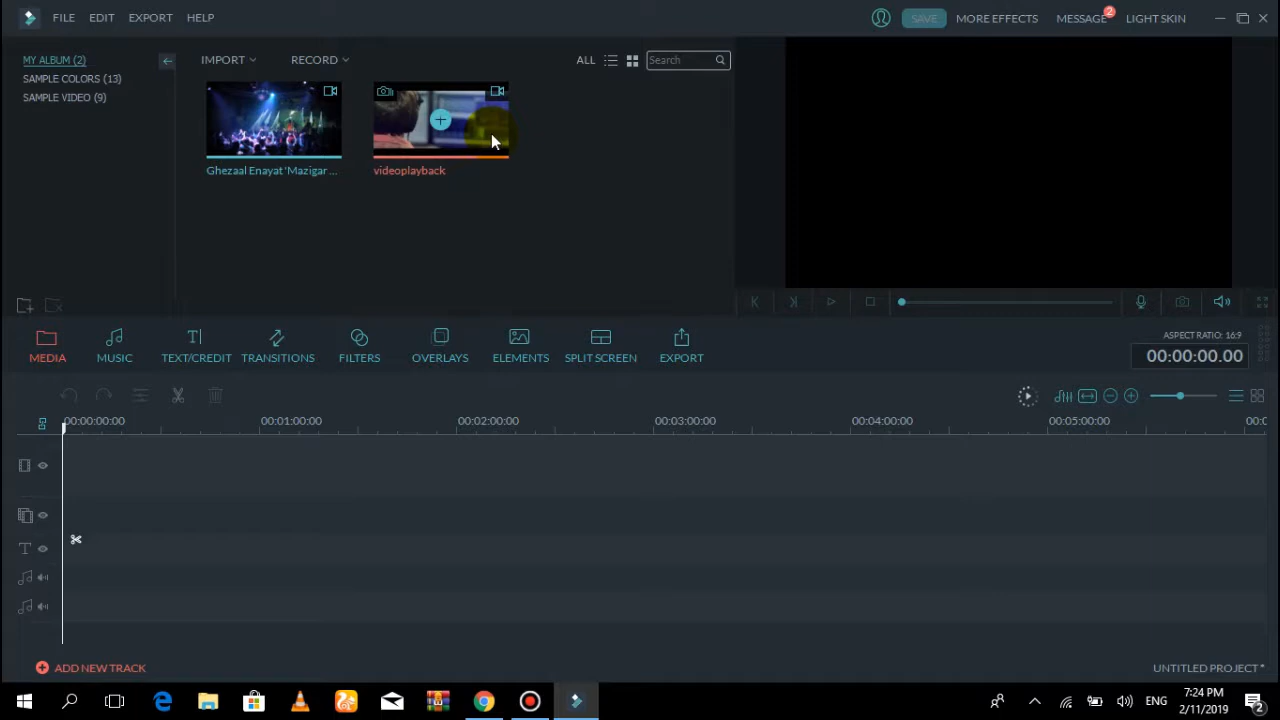 FILE EDIT EXPORT HELP SAVE MORE EFFECTS MESSAGE 2 LIGHT SKIN
MY ALBUM (2)
SAMPLE COLORS (13)
SAMPLE VIDEO (9)
IMPORT RECORD ALL Search
Ghezaal Enayat 'Mazigar ... videoplayback
MEDIA MUSIC TEXT/CREDIT TRANSITIONS FILTERS OVERLAYS ELEMENTS SPLIT SCREEN EXPORT
ASPECT RATIO: 16:9
00:00:00.00
00:00:00:00 00:01:00:00 00:02:00:00 00:03:00:00 00:04:00:00 00:05:00:00
ADD NEW TRACK UNTITLED PROJECT *
ENG 7:24 PM
2/11/2019 2